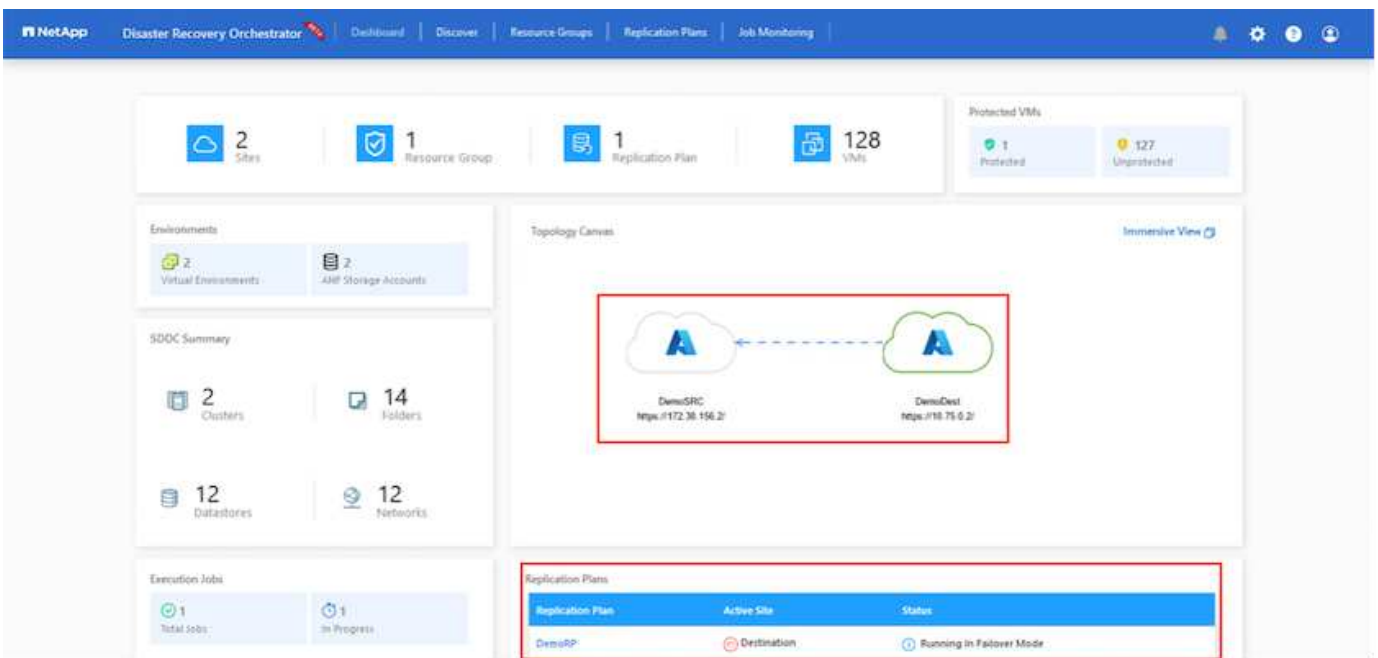 NetApp Disaster Recovery Orchestrator Dashboard Discover Resource Groups Replication Plans Job Monitoring
2 Sites
1 Resource Group
1 Replication Plan
128 VMs
Protected VMs
1 Protected
127 Unprotected
Environments
2 Virtual Environments
2 ANF Storage Accounts
Topology Canvas
Immersive View
DemoSRC
https://172.30.156.2/
DemoDest
https://10.75.0.2/
SDDC Summary
2 Clusters
14 Folders
12 Datastores
12 Networks
Execution Jobs
1 Total Jobs
1 In Progress
Replication Plans
Replication Plan Active Site Status
DemoRP Destination Running In Failover Mode